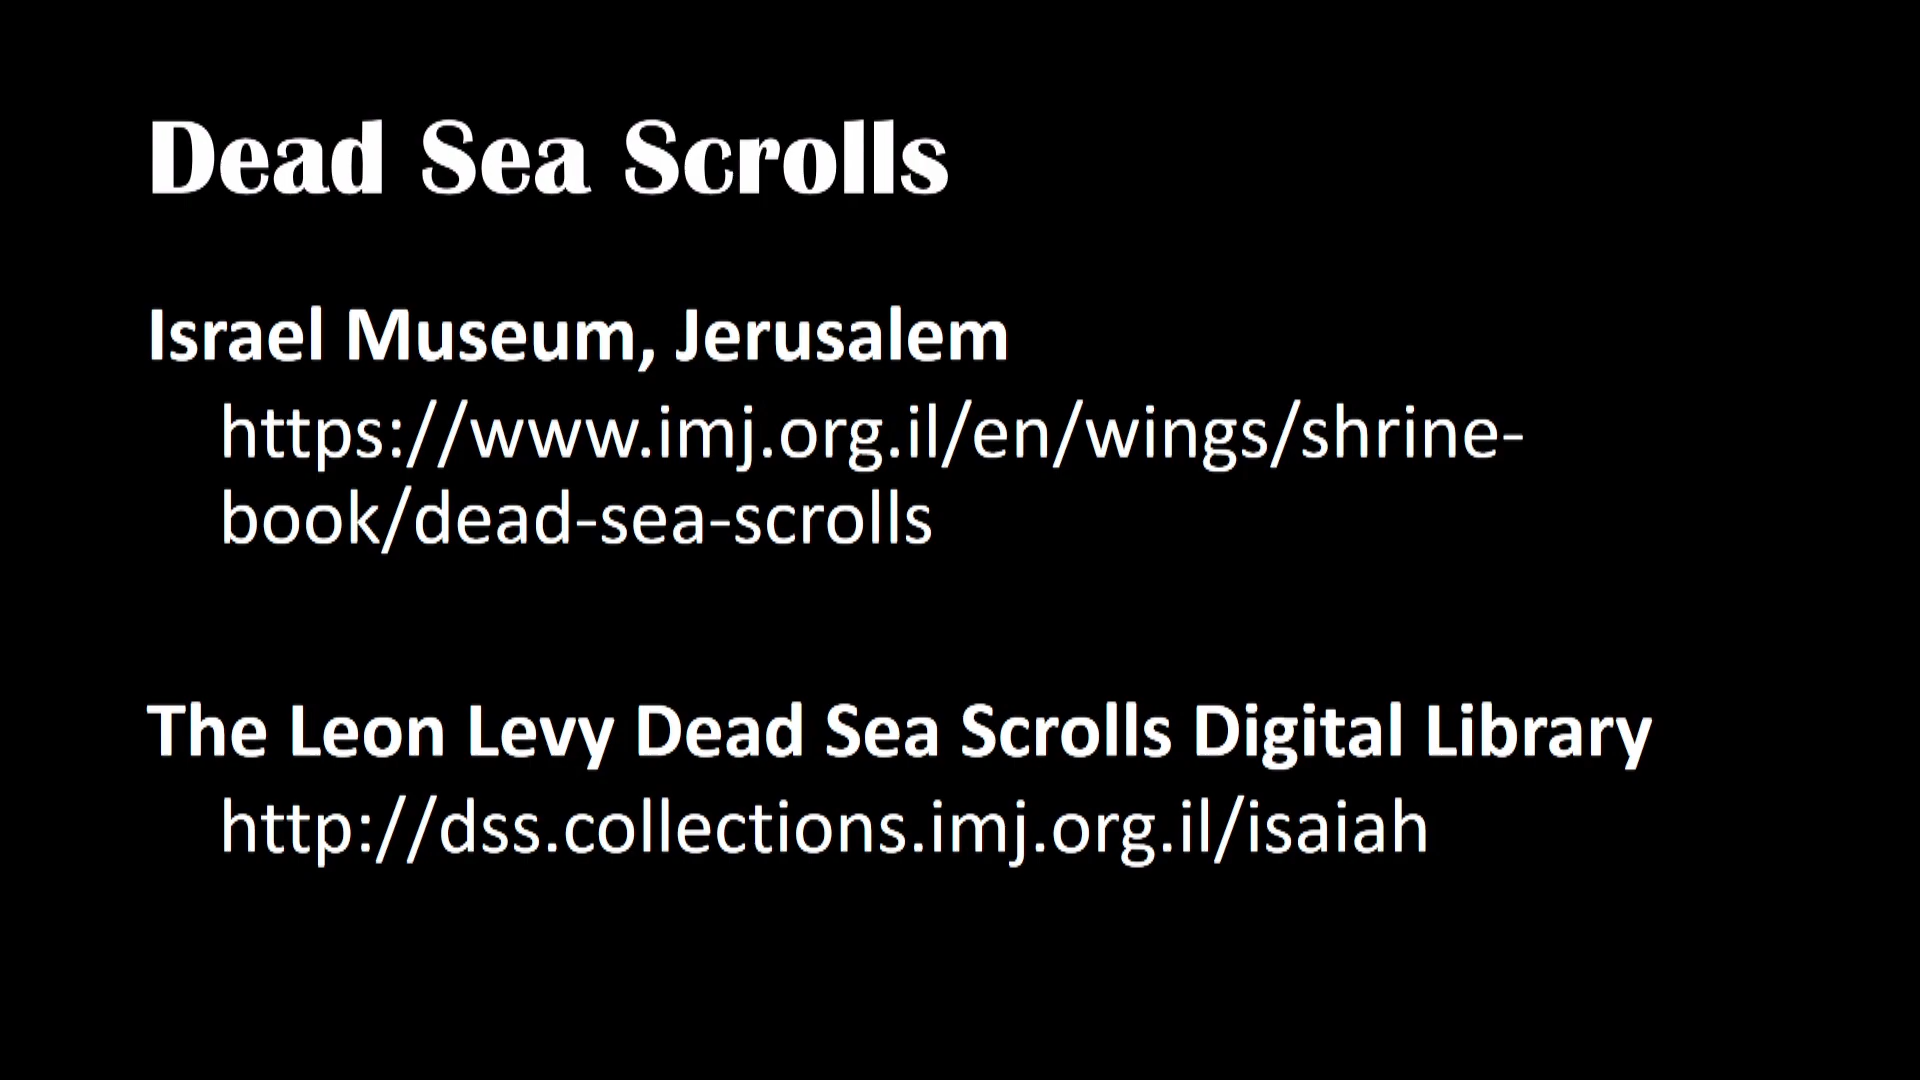 Dead Sea Scrolls
Israel Museum, Jerusalem
https://www.imj.org.il/en/wings/shrine-
book/dead-sea-scrolls
The Leon Levy Dead Sea Scrolls Digital Library
http://dss.collections.imj.org.il/isaiah